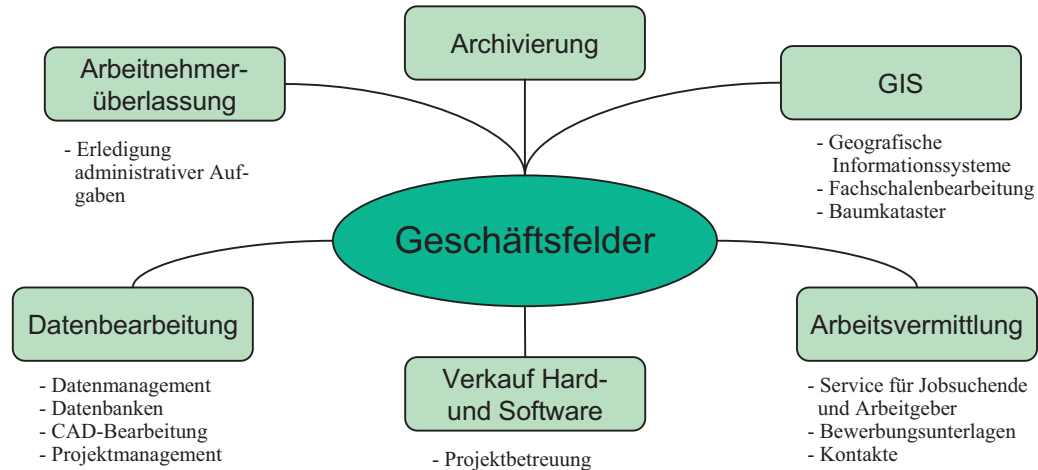 Archivierung
Arbeitnehmer-
überlassung
- Erledigung
administrativer Auf-
gaben
GIS
- Geografische
Informationssysteme
- Fachschalenbearbeitung
- Baumkataster
Geschäftsfelder
Datenbearbeitung
- Datenmanagement
- Datenbanken
- CAD-Bearbeitung
- Projektmanagement
Verkauf Hard-
und Software
- Projektbetreuung
Arbeitsvermittlung
- Service für Jobsuchende
und Arbeitgeber
- Bewerbungsunterlagen
- Kontakte